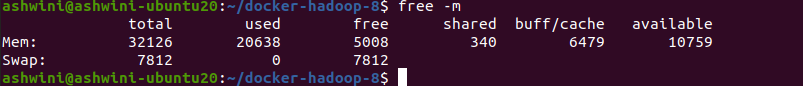 ashwini@ashwini-ubuntu20:~/docker-hadoop-8$ free -m
total used free shared buff/cache available
Mem: 32126 20638 5008 340 6479 10759
Swap: 7812 0 7812
ashwini@ashwini-ubuntu20:~/docker-hadoop-8$